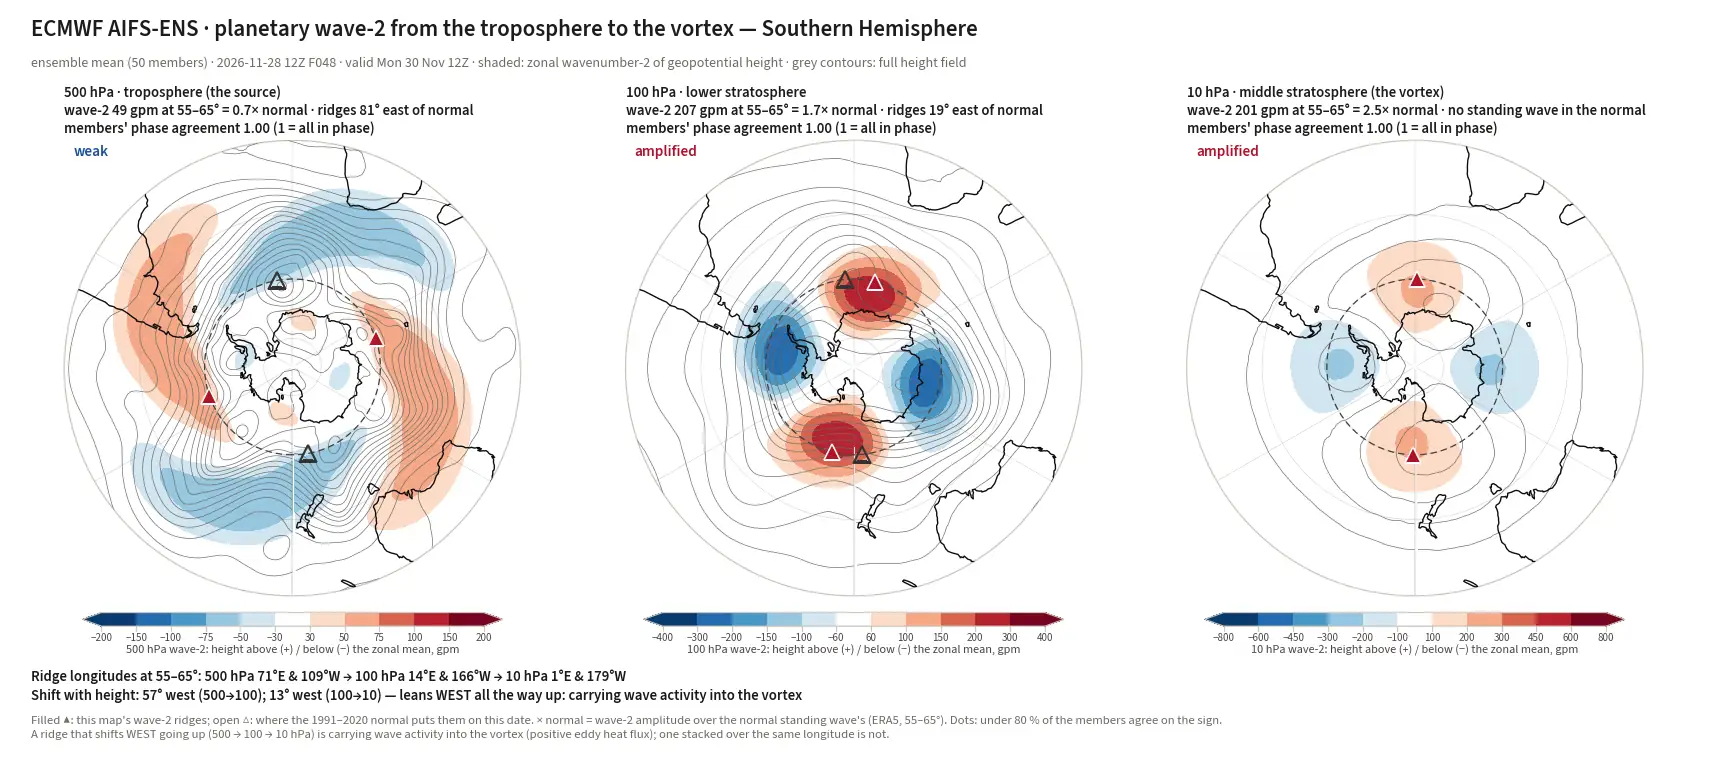 ECMWF AIFS-ENS · planetary wave-2 from the troposphere to the vortex — Southern Hemisphere
ensemble mean (50 members) · 2026-11-28 12Z F048 · valid Mon 30 Nov 12Z · shaded: zonal wavenumber-2 of geopotential height · grey contours: full height field
500 hPa · troposphere (the source)
wave-2 49 gpm at 55–65° = 0.7× normal · ridges 81° east of normal
members' phase agreement 1.00 (1 = all in phase)
weak
100 hPa · lower stratosphere
wave-2 207 gpm at 55–65° = 1.7× normal · ridges 19° east of normal
members' phase agreement 1.00 (1 = all in phase)
amplified
10 hPa · middle stratosphere (the vortex)
wave-2 201 gpm at 55–65° = 2.5× normal · no standing wave in the normal
members' phase agreement 1.00 (1 = all in phase)
amplified
−200 −150 −100 −75 −50 −30 30 50 75 100 150 200
500 hPa wave-2: height above (+) / below (−) the zonal mean, gpm
−400 −300 −200 −150 −100 −60 60 100 150 200 300 400
100 hPa wave-2: height above (+) / below (−) the zonal mean, gpm
−800 −600 −450 −300 −200 −100 100 200 300 450 600 800
10 hPa wave-2: height above (+) / below (−) the zonal mean, gpm
Ridge longitudes at 55–65°: 500 hPa 71°E & 109°W → 100 hPa 14°E & 166°W → 10 hPa 1°E & 179°W
Shift with height: 57° west (500→100); 13° west (100→10) — leans WEST all the way up: carrying wave activity into the vortex
Filled ▲: this map's wave-2 ridges; open △: where the 1991–2020 normal puts them on this date. × normal = wave-2 amplitude over the normal standing wave's (ERA5, 55–65°). Dots: under 80 % of the members agree on the sign.
A ridge that shifts WEST going up (500 → 100 → 10 hPa) is carrying wave activity into the vortex (positive eddy heat flux); one stacked over the same longitude is not.